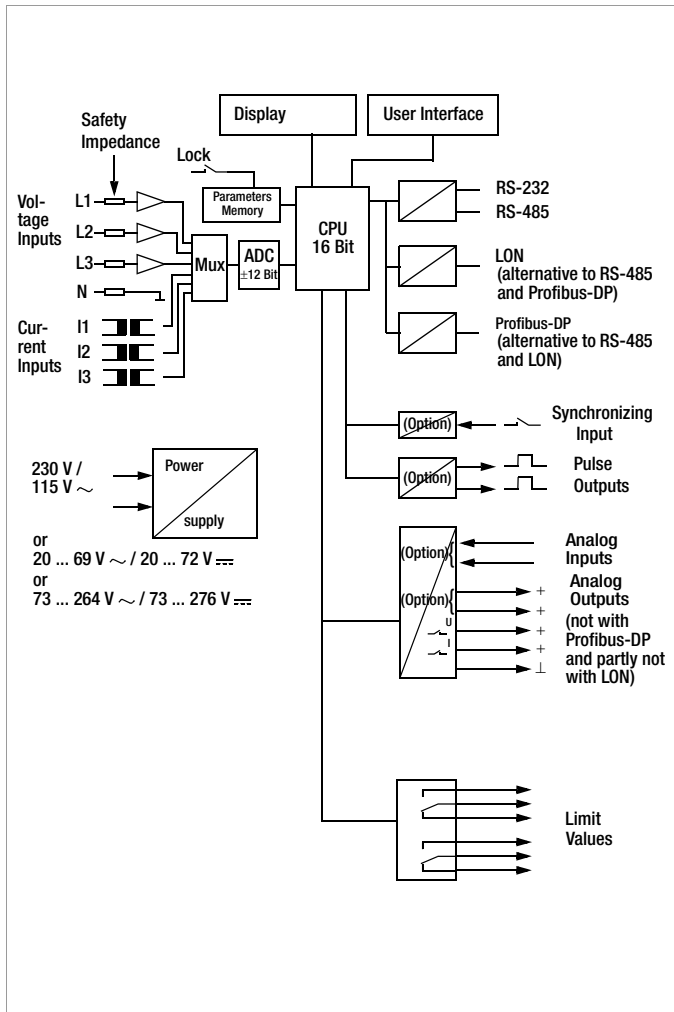 Display
User Interface
Safety
Impedance
Lock
Parameters
Memory
CPU
16 Bit
RS-232
RS-485
Vol-
tage
Inputs
L1
L2
L3
N
Mux
ADC
±12 Bit
LON
(alternative to RS-485
and Profibus-DP)
Cur-
rent
Inputs
I1
I2
I3
Profibus-DP
(alternative to RS-485
and LON)
(Option)
Synchronizing
Input
(Option)
Pulse
Outputs
230 V /
115 V ~
Power
supply
or
20 ... 69 V ~ / 20 ... 72 V ⎓
or
73 ... 264 V ~ / 73 ... 276 V ⎓
(Option)
Analog
Inputs
(Option)
U
I
+
+
+
+
⊥
Analog
Outputs
(not with
Profibus-DP
and partly not
with LON)
Limit
Values